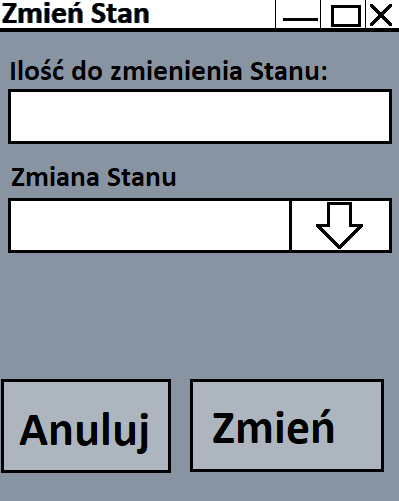 Zmień Stan
Ilość do zmienienia Stanu:
Zmiana Stanu
Anuluj
Zmień